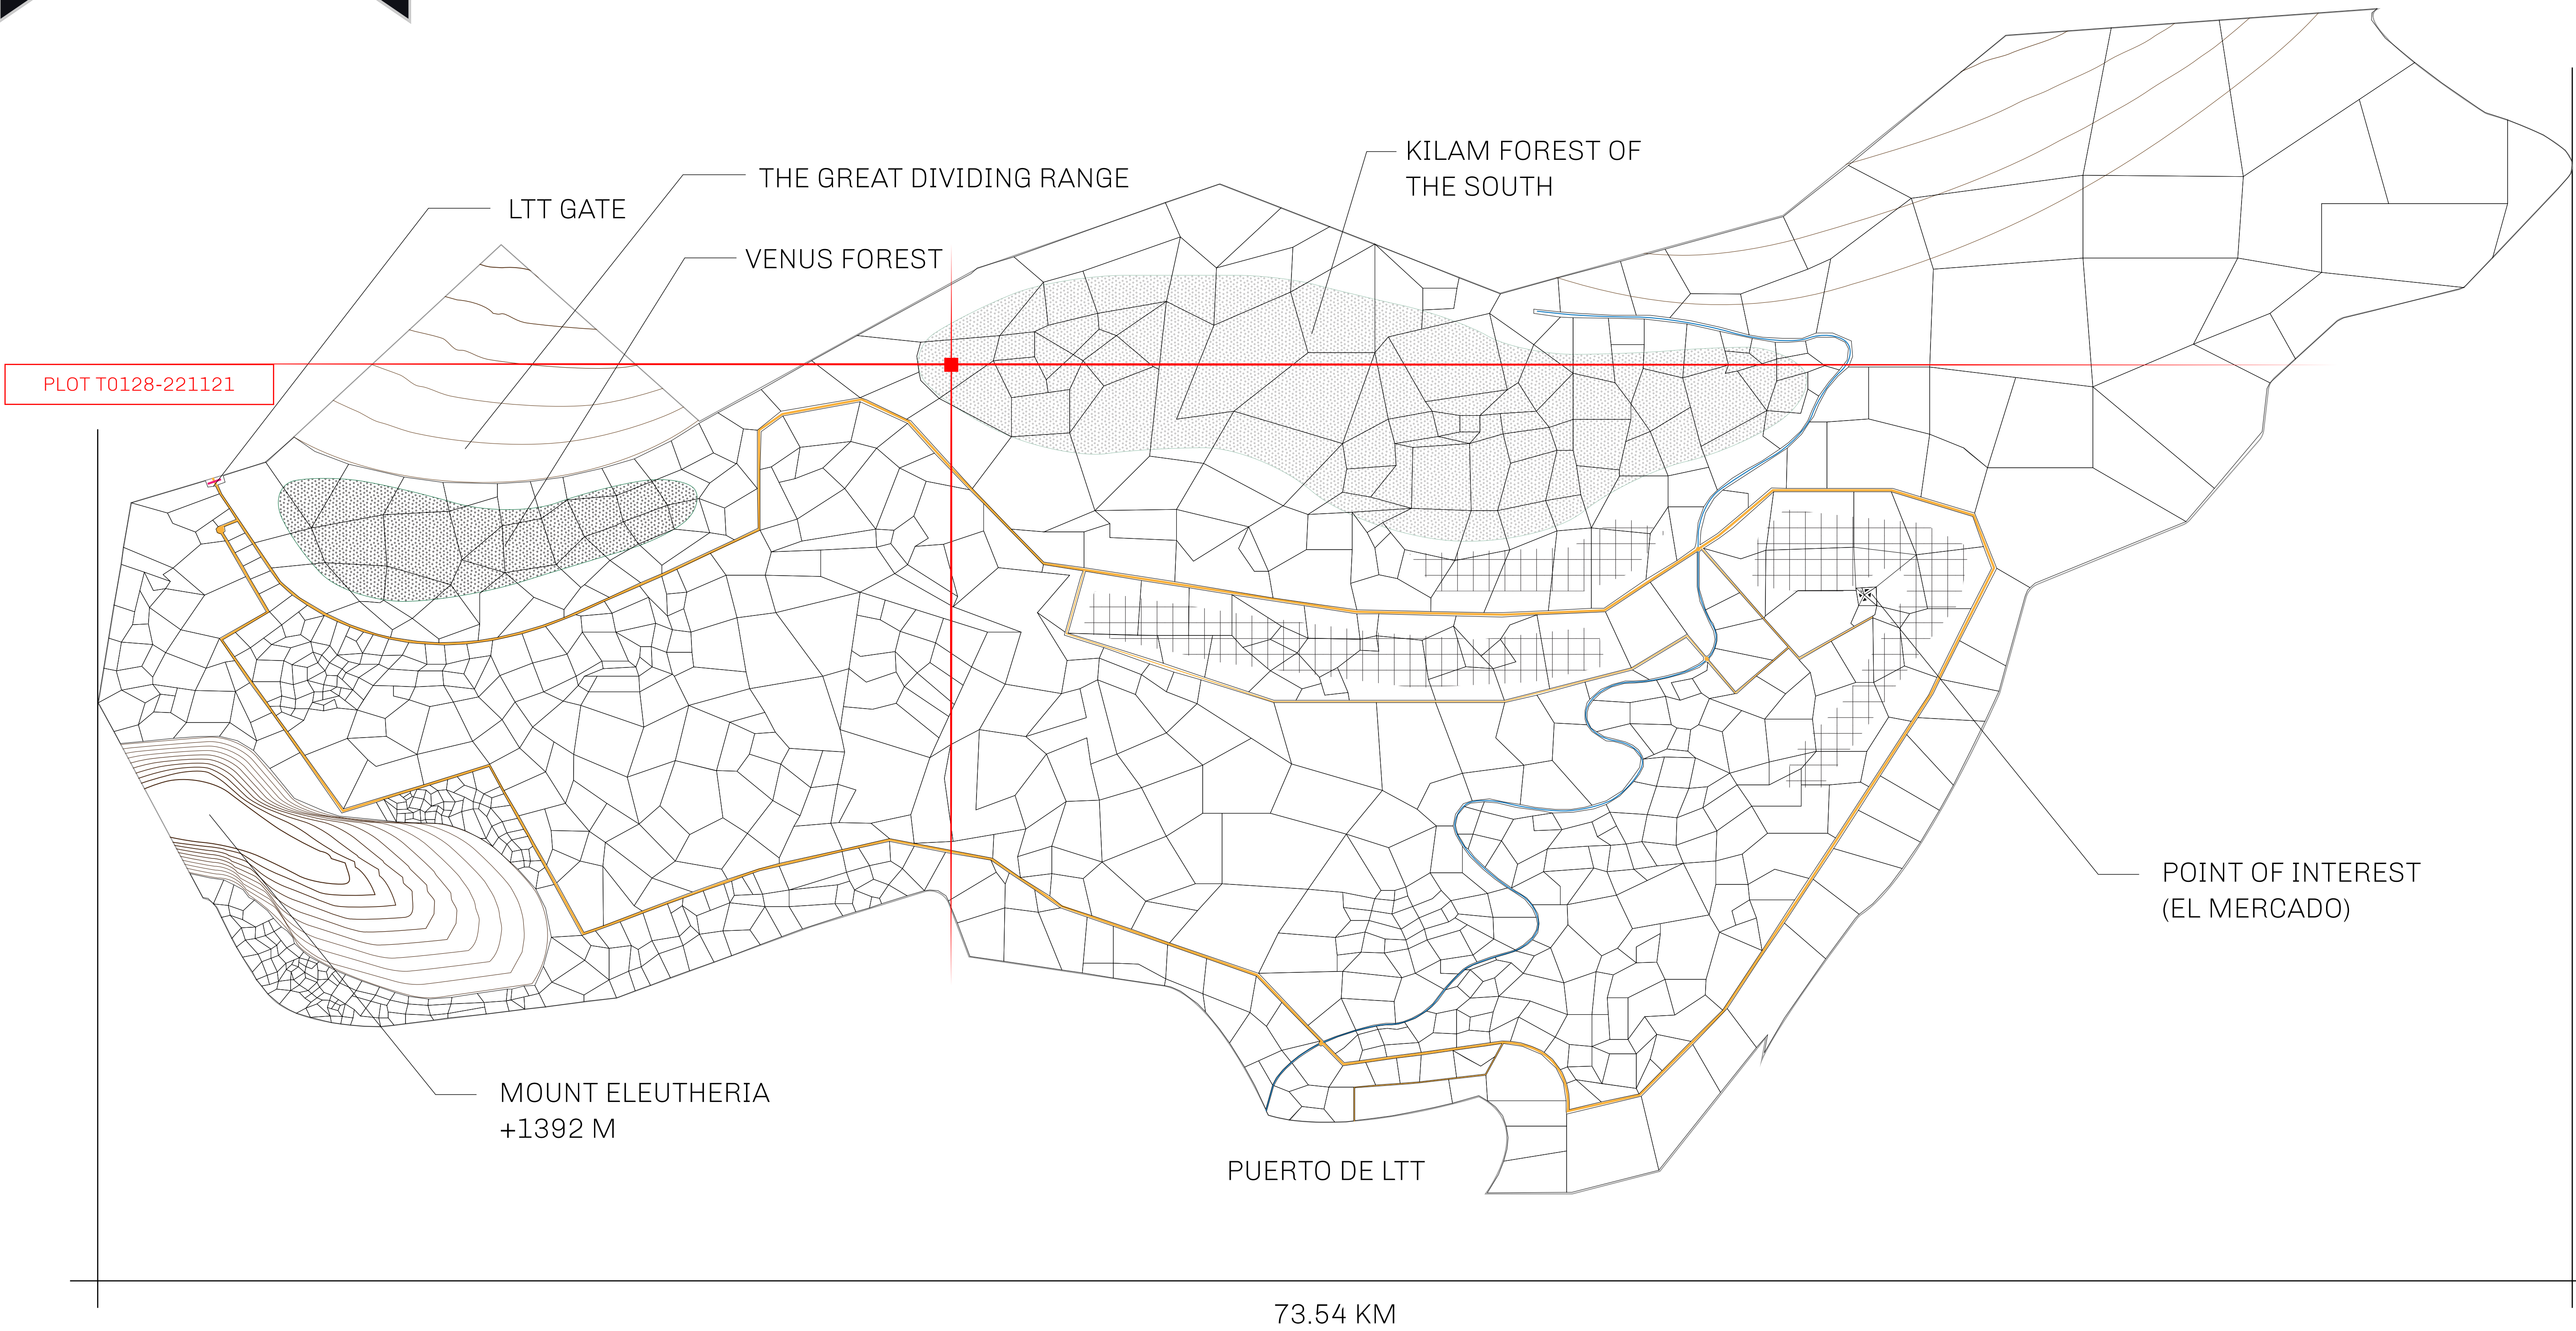 KILAM FOREST OF
THE SOUTH
THE GREAT DIVIDING RANGE
LTT GATE
VENUS FOREST
PLOT T0128-221121
POINT OF INTEREST
(EL MERCADO)
MOUNT ELEUTHERIA
+1392 M
PUERTO DE LTT
73.54 KM